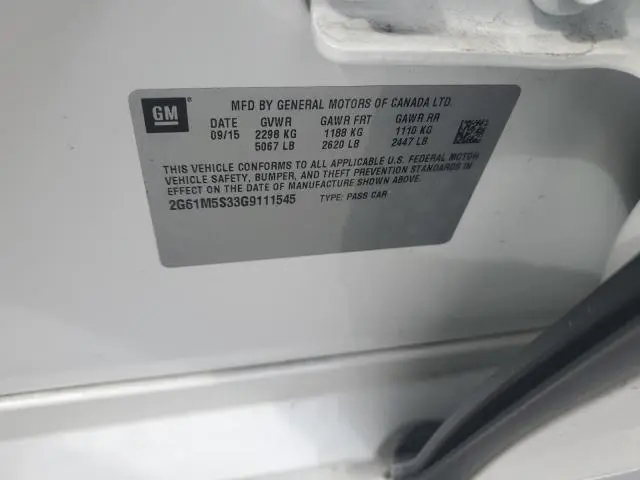 GM
MFD BY GENERAL MOTORS OF CANADA LTD.
DATE GVWR GAWR FRT GAWR RR
09/15 2298 KG 1188 KG 1110 KG
5067 LB 2620 LB 2447 LB
THIS VEHICLE CONFORMS TO ALL APPLICABLE U.S. FEDERAL MOTOR
VEHICLE SAFETY, BUMPER, AND THEFT PREVENTION STANDARDS IN
EFFECT ON THE DATE OF MANUFACTURE SHOWN ABOVE.
2G61M5S33G9111545 TYPE: PASS CAR